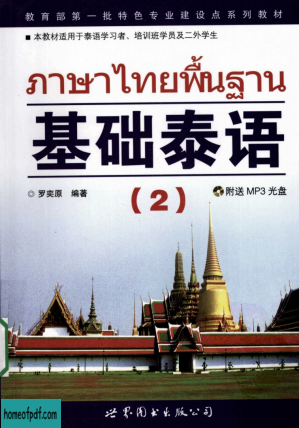 教育部第一批特色专业建设点系列教材
■本教材适用于泰语学习者、培训班学员及二外学生
ภาษาไทยพื้นฐาน
基础泰语
(2)
◎罗奕原 编著
附送 MP3 光盘
世界图书出版公司
homeofpdf.com